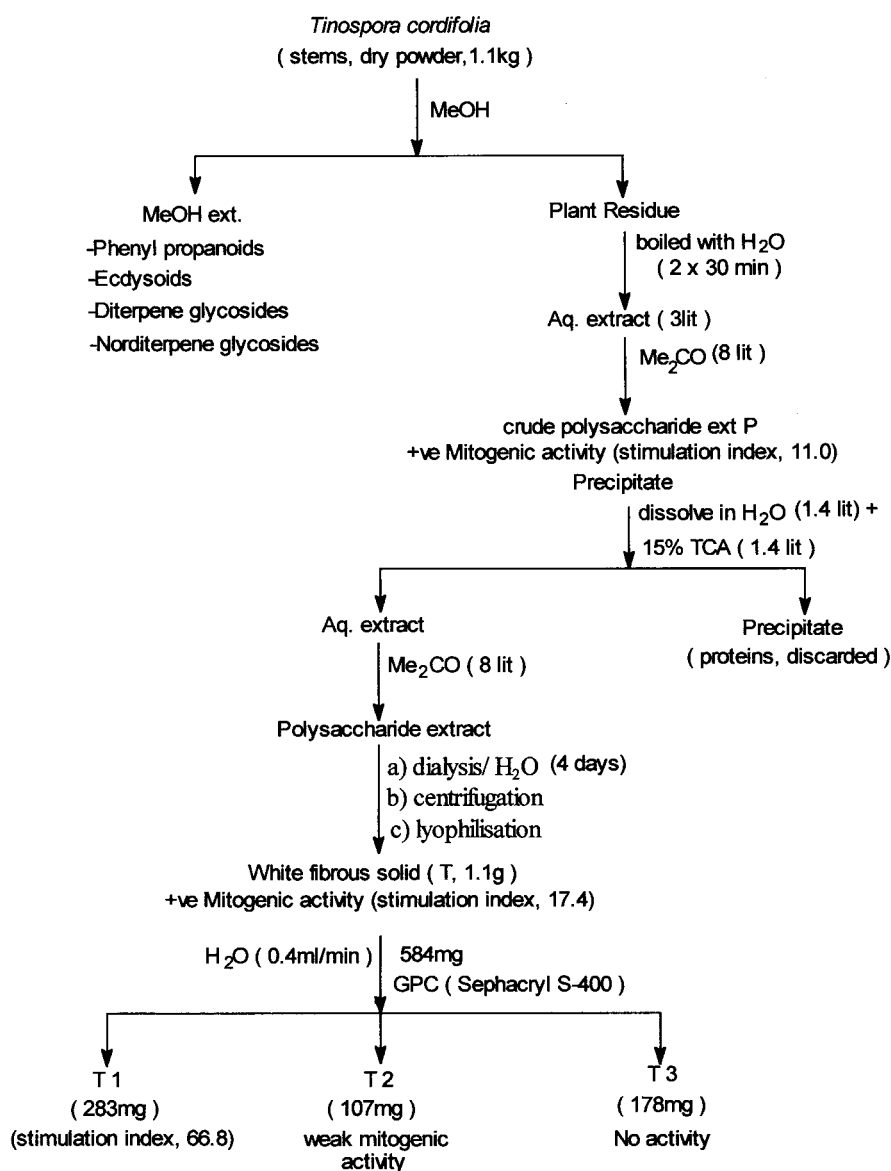 Tinospora cordifolia
( stems, dry powder,1.1kg )
MeOH
MeOH ext.
-Phenyl propanoids
-Ecdysoids
-Diterpene glycosides
-Norditerpene glycosides
Plant Residue
boiled with H₂O
( 2 x 30 min )
Aq. extract ( 3lit )
Me₂CO (8 lit )
crude polysaccharide ext P
+ve Mitogenic activity (stimulation index, 11.0)
Precipitate
dissolve in H₂O (1.4 lit) +
15% TCA ( 1.4 lit )
Aq. extract
Precipitate
( proteins, discarded )
Me₂CO ( 8 lit )
Polysaccharide extract
a) dialysis/ H₂O (4 days)
b) centrifugation
c) lyophilisation
White fibrous solid ( T, 1.1g )
+ve Mitogenic activity (stimulation index, 17.4)
H₂O ( 0.4ml/min ) 584mg
GPC ( Sephacryl S-400 )
T 1
( 283mg )
(stimulation index, 66.8)
T 2
( 107mg )
weak mitogenic
activity
T 3
( 178mg )
No activity